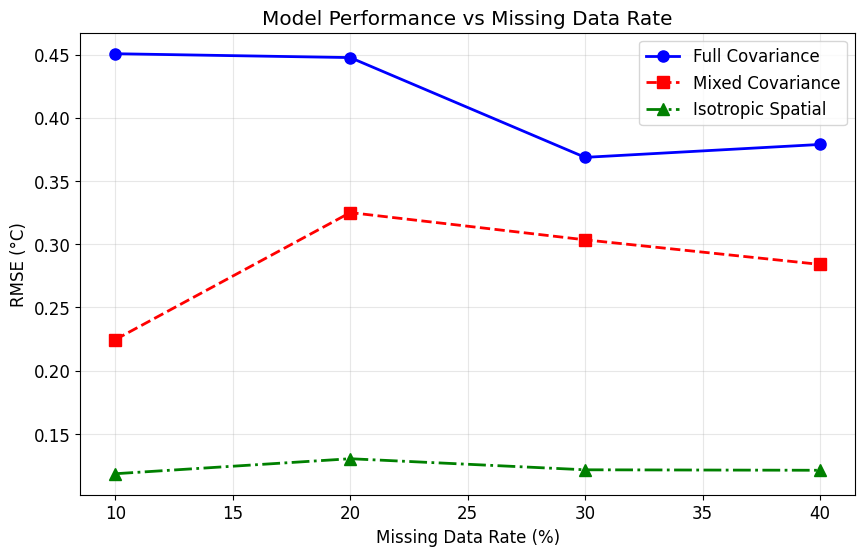 Model Performance vs Missing Data Rate
Full Covariance
Mixed Covariance
Isotropic Spatial
RMSE (°C)
0.45
0.40
0.35
0.30
0.25
0.20
0.15
10 15 20 25 30 35 40
Missing Data Rate (%)